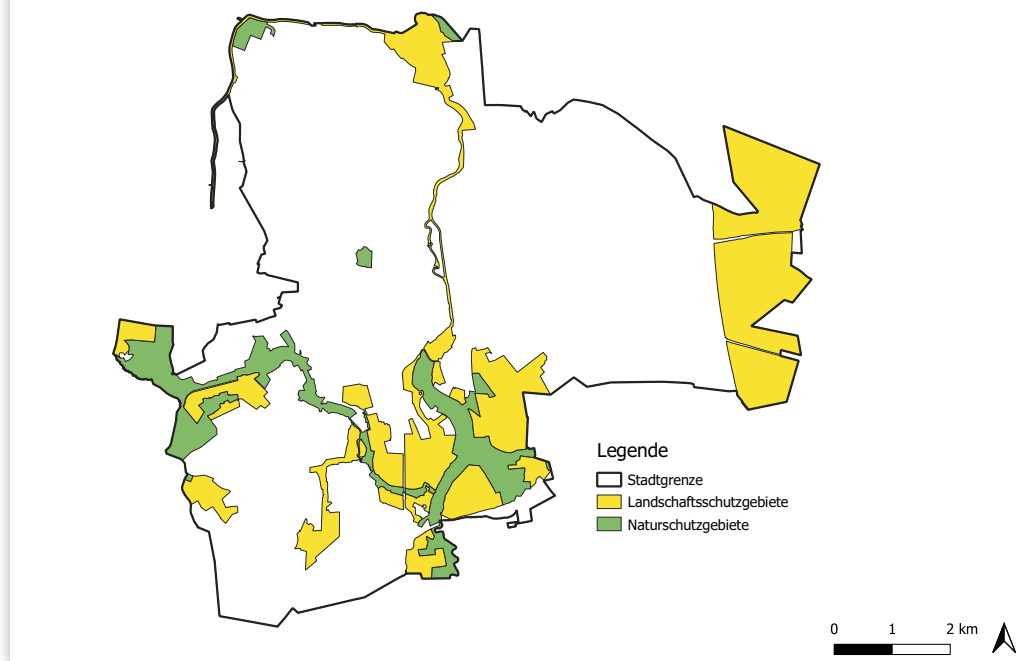 Legende
Stadtgrenze
Landschaftsschutzgebiete
Naturschutzgebiete
0 1 2 km